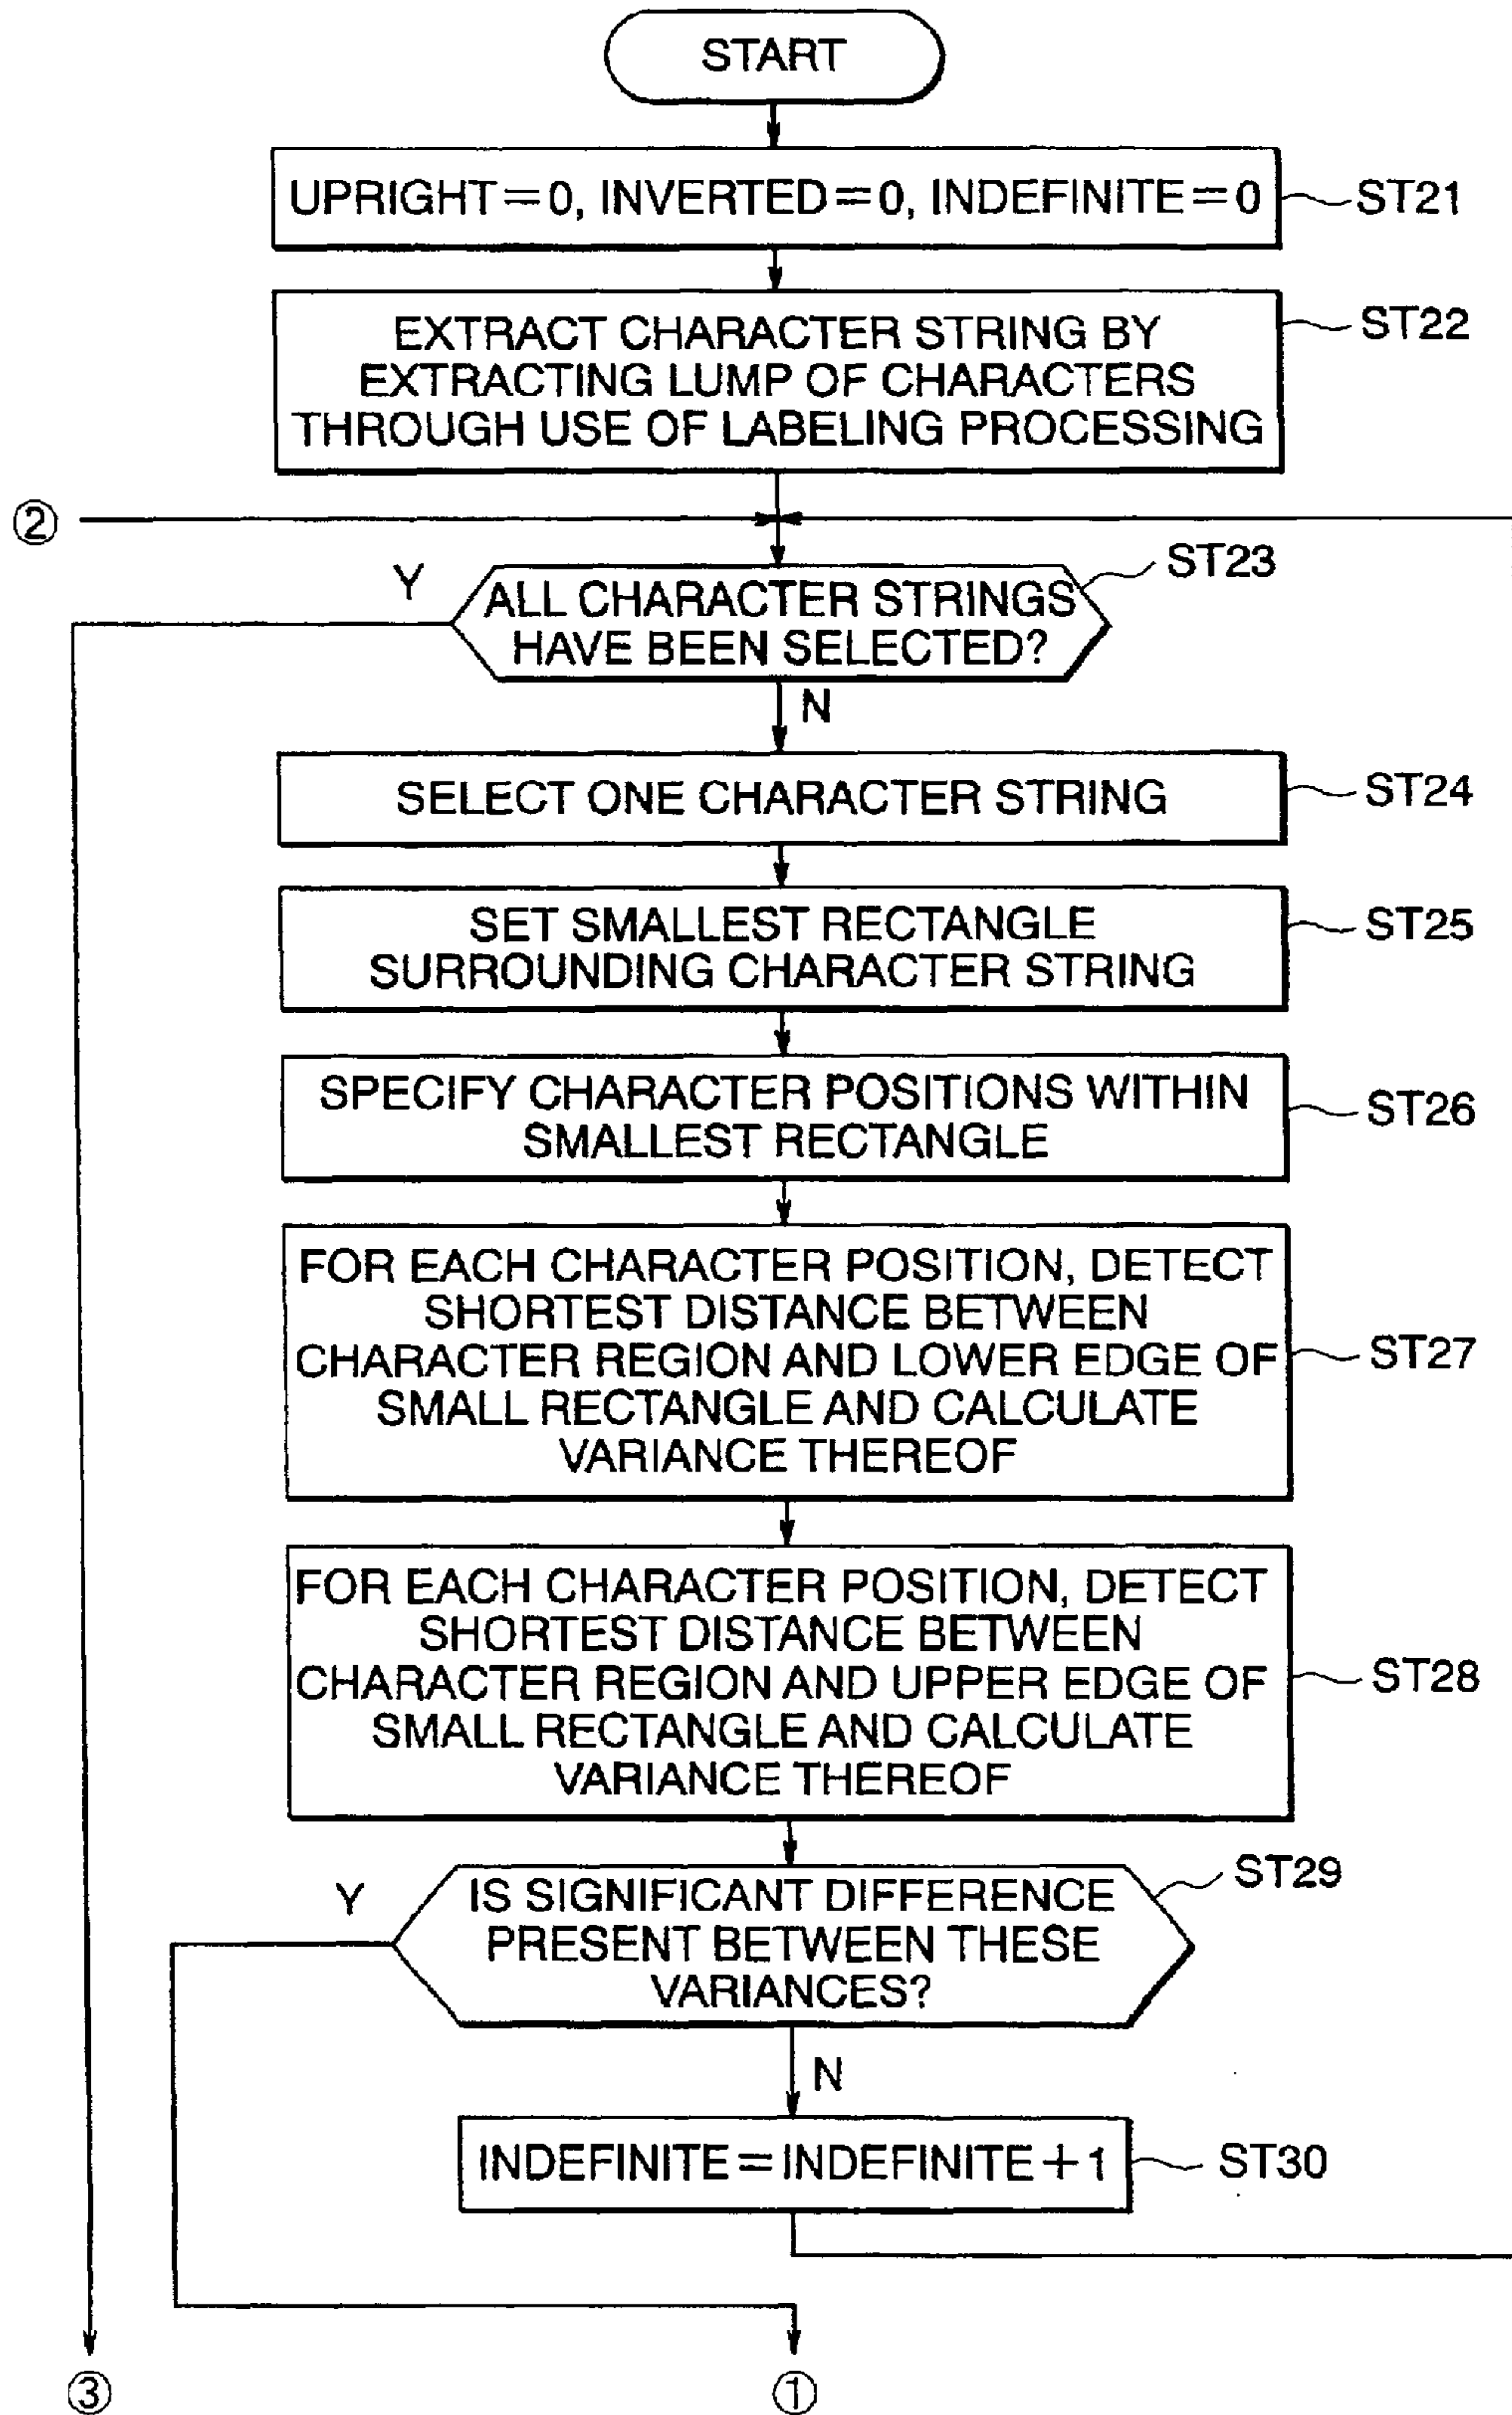 START
UPRIGHT=0, INVERTED=0, INDEFINITE=0
ST21
EXTRACT CHARACTER STRING BY
EXTRACTING LUMP OF CHARACTERS
THROUGH USE OF LABELING PROCESSING
ST22
②
Y
ALL CHARACTER STRINGS
HAVE BEEN SELECTED?
ST23
N
SELECT ONE CHARACTER STRING
ST24
SET SMALLEST RECTANGLE
SURROUNDING CHARACTER STRING
ST25
SPECIFY CHARACTER POSITIONS WITHIN
SMALLEST RECTANGLE
ST26
FOR EACH CHARACTER POSITION, DETECT
SHORTEST DISTANCE BETWEEN
CHARACTER REGION AND LOWER EDGE OF
SMALL RECTANGLE AND CALCULATE
VARIANCE THEREOF
ST27
FOR EACH CHARACTER POSITION, DETECT
SHORTEST DISTANCE BETWEEN
CHARACTER REGION AND UPPER EDGE OF
SMALL RECTANGLE AND CALCULATE
VARIANCE THEREOF
ST28
Y
IS SIGNIFICANT DIFFERENCE
PRESENT BETWEEN THESE
VARIANCES?
ST29
N
INDEFINITE=INDEFINITE+1
ST30
③
①